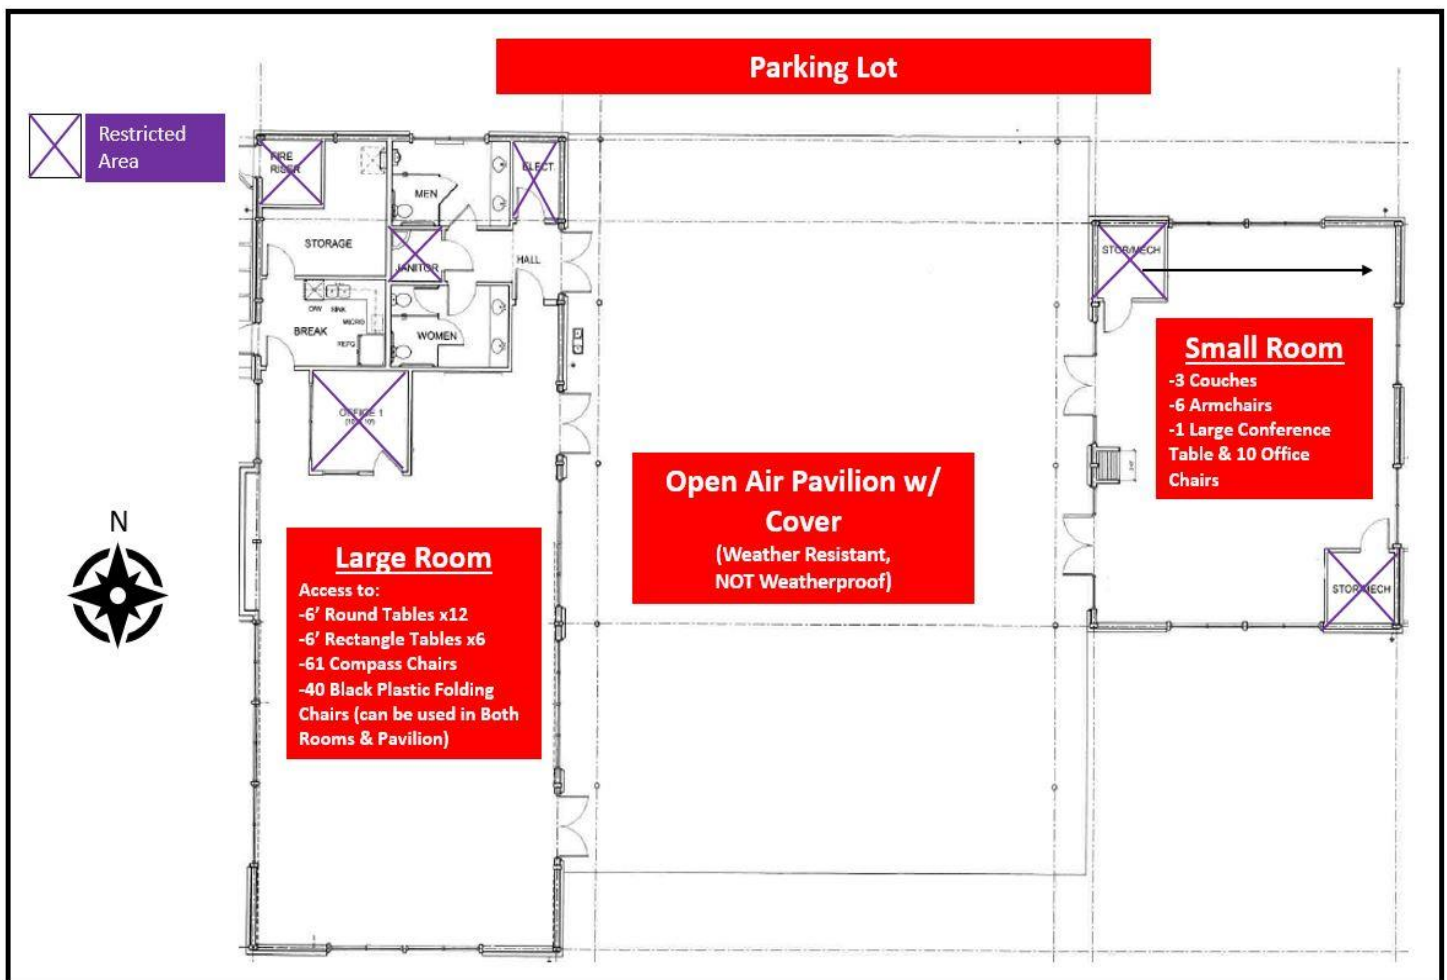 Parking Lot
Restricted
Area
FIRE
RISER
MEN
ELECT.
STORAGE
JANITOR
HALL
STOR/MECH
D/W
SINK
MICRO
BREAK
REFG.
WOMEN
OFFICE 1
Small Room
-3 Couches
-6 Armchairs
-1 Large Conference
Table & 10 Office
Chairs
Open Air Pavilion w/
Cover
(Weather Resistant,
NOT Weatherproof)
N
Large Room
Access to:
-6’ Round Tables x12
-6’ Rectangle Tables x6
-61 Compass Chairs
-40 Black Plastic Folding
Chairs (can be used in Both
Rooms & Pavilion)
STOR/MECH